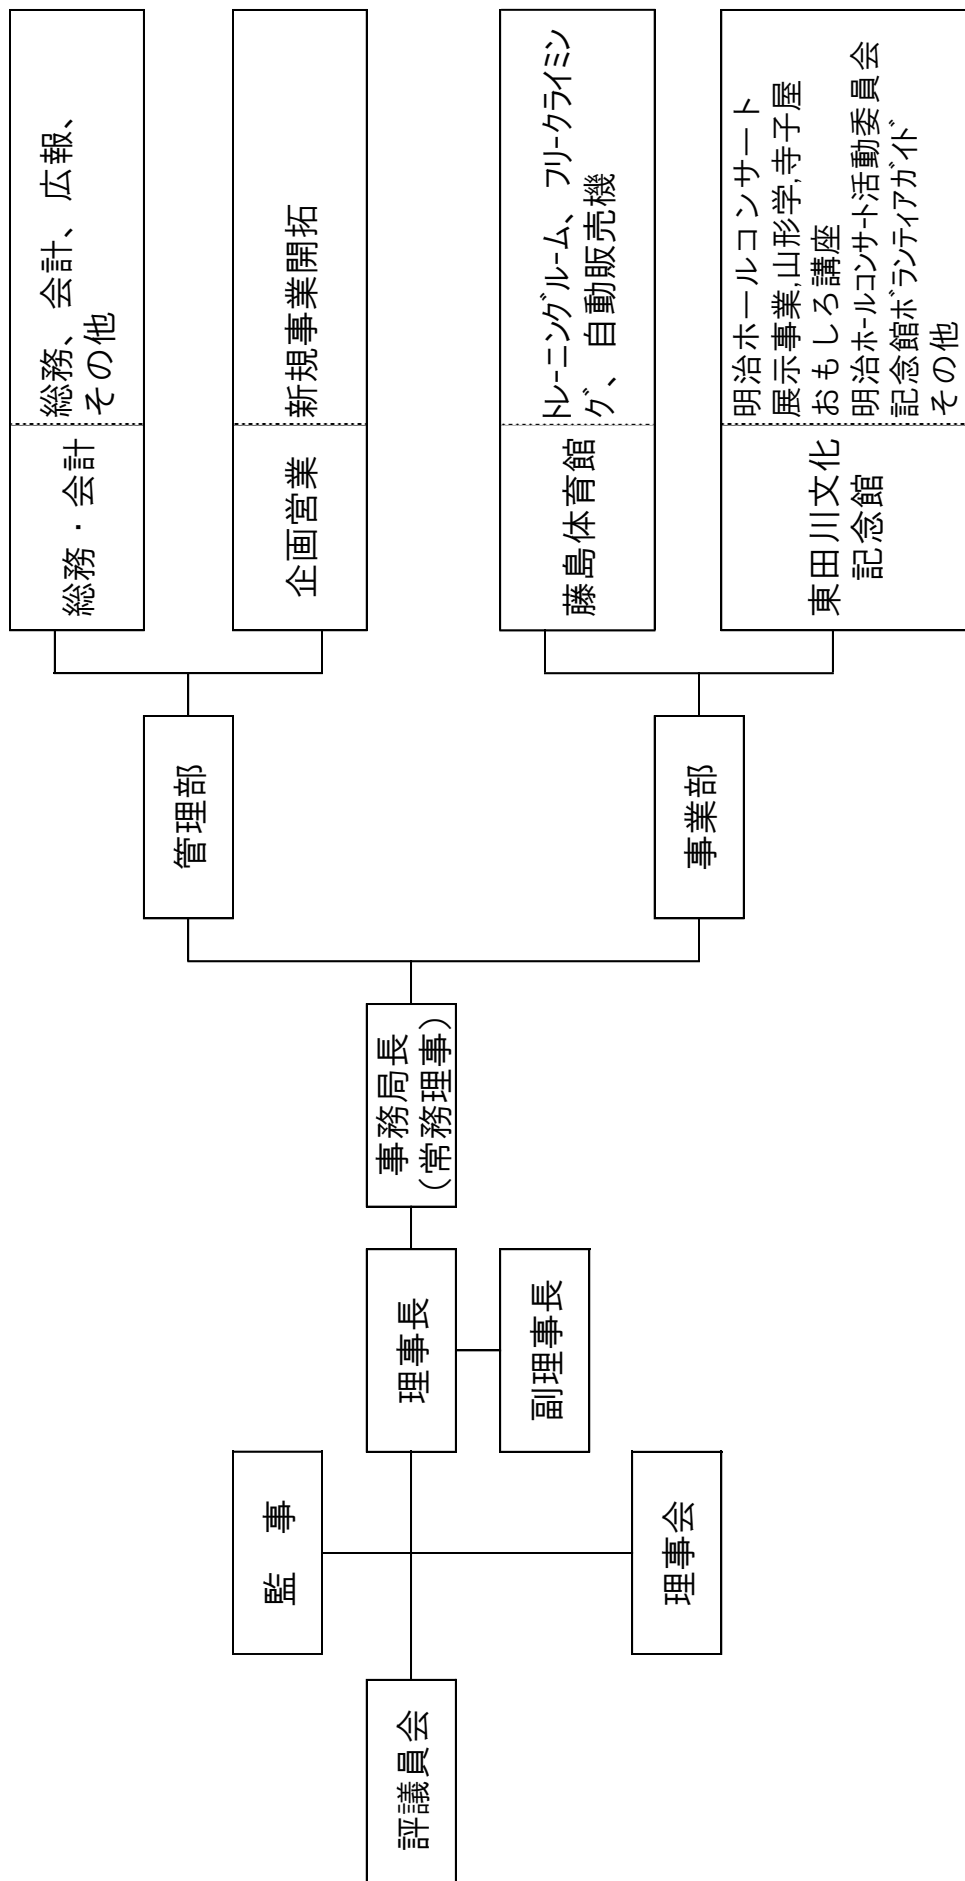 評議員会
監　事
理事会
理事長
副理事長
事務局長
（常務理事）
管理部
総務・会計
総務、会計、広報、
その他
企画営業
新規事業開拓
事業部
藤島体育館
トレーニングルーム、フリークライミン
グ、自動販売機
東田川文化
記念館
明治ホールコンサート
展示事業,山形学,寺子屋
おもしろ講座
明治ホールコンサート活動委員会
記念館ボランティアガイド
その他